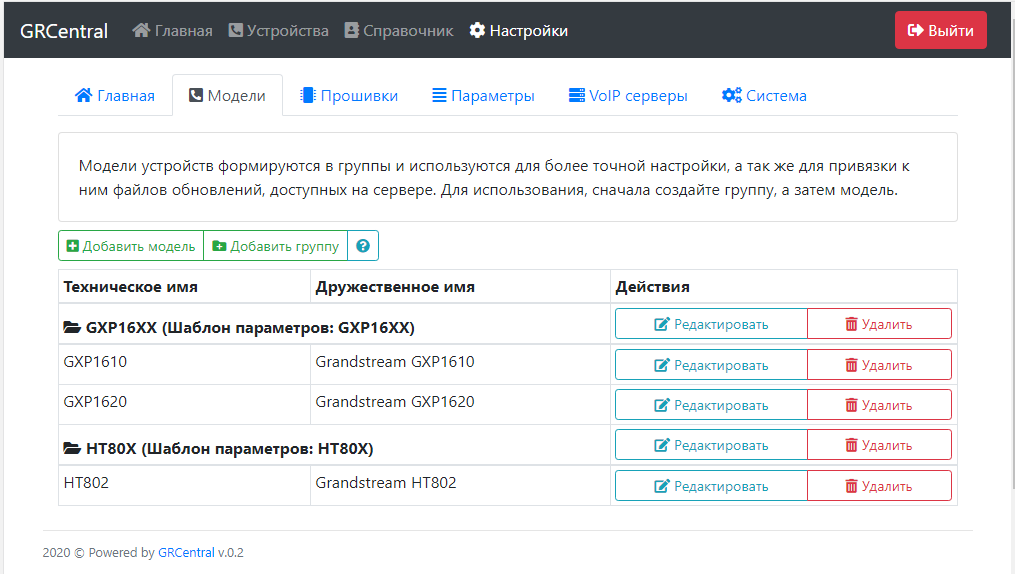 GRCentral Главная Устройства Справочник Настройки Выйти
Главная Модели Прошивки Параметры VoIP серверы Система
Модели устройств формируются в группы и используются для более точной настройки, а так же для привязки к
ним файлов обновлений, доступных на сервере. Для использования, сначала создайте группу, а затем модель.
Добавить модель Добавить группу ?
Техническое имя Дружественное имя Действия
GXP16XX (Шаблон параметров: GXP16XX) Редактировать Удалить
GXP1610 Grandstream GXP1610 Редактировать Удалить
GXP1620 Grandstream GXP1620 Редактировать Удалить
HT80X (Шаблон параметров: HT80X) Редактировать Удалить
HT802 Grandstream HT802 Редактировать Удалить
2020 © Powered by GRCentral v.0.2